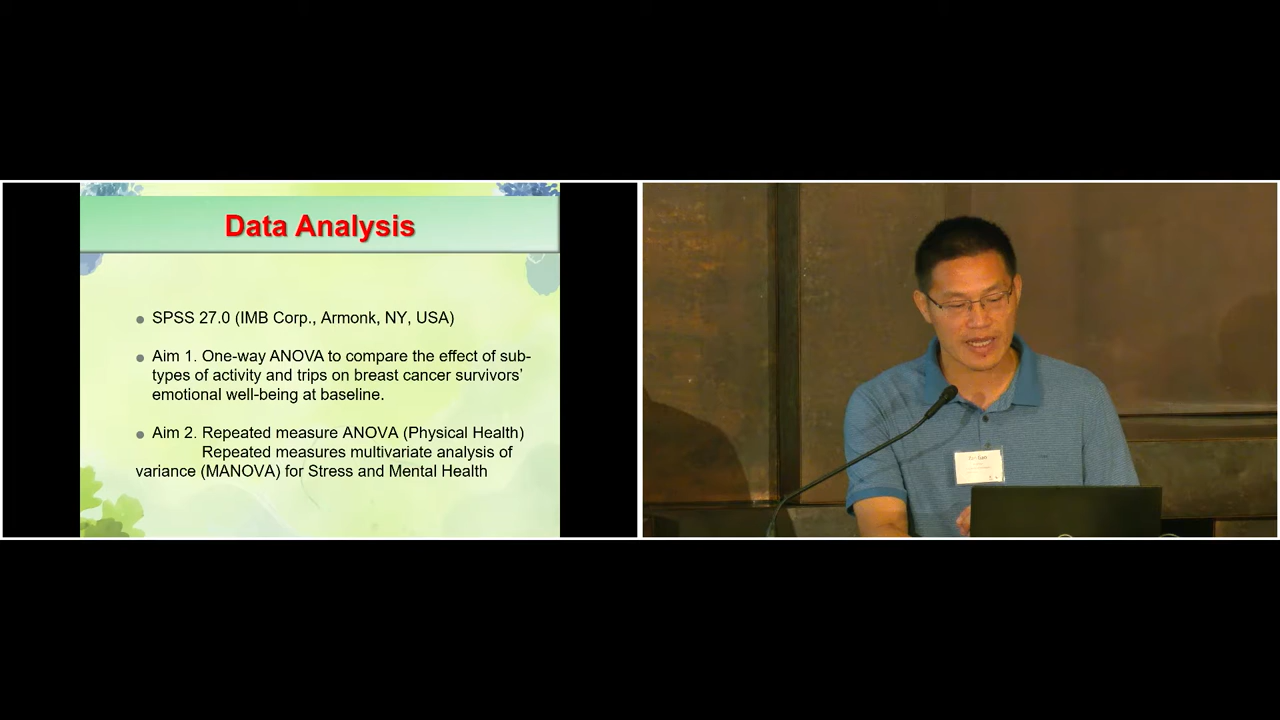 Data Analysis
SPSS 27.0 (IMB Corp., Armonk, NY, USA)
Aim 1. One-way ANOVA to compare the effect of sub-
types of activity and trips on breast cancer survivors’
emotional well-being at baseline.
Aim 2. Repeated measure ANOVA (Physical Health)
Repeated measures multivariate analysis of
variance (MANOVA) for Stress and Mental Health